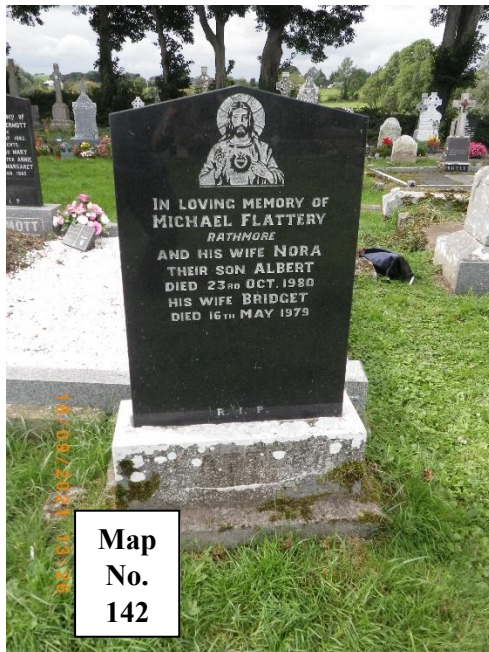 IN LOVING MEMORY OF
MICHAEL FLATTERY
RATHMORE
AND HIS WIFE NORA
THEIR SON ALBERT
DIED 23RD OCT. 1980
HIS WIFE BRIDGET
DIED 16TH MAY 1979
R. I. P.
Map
No.
142